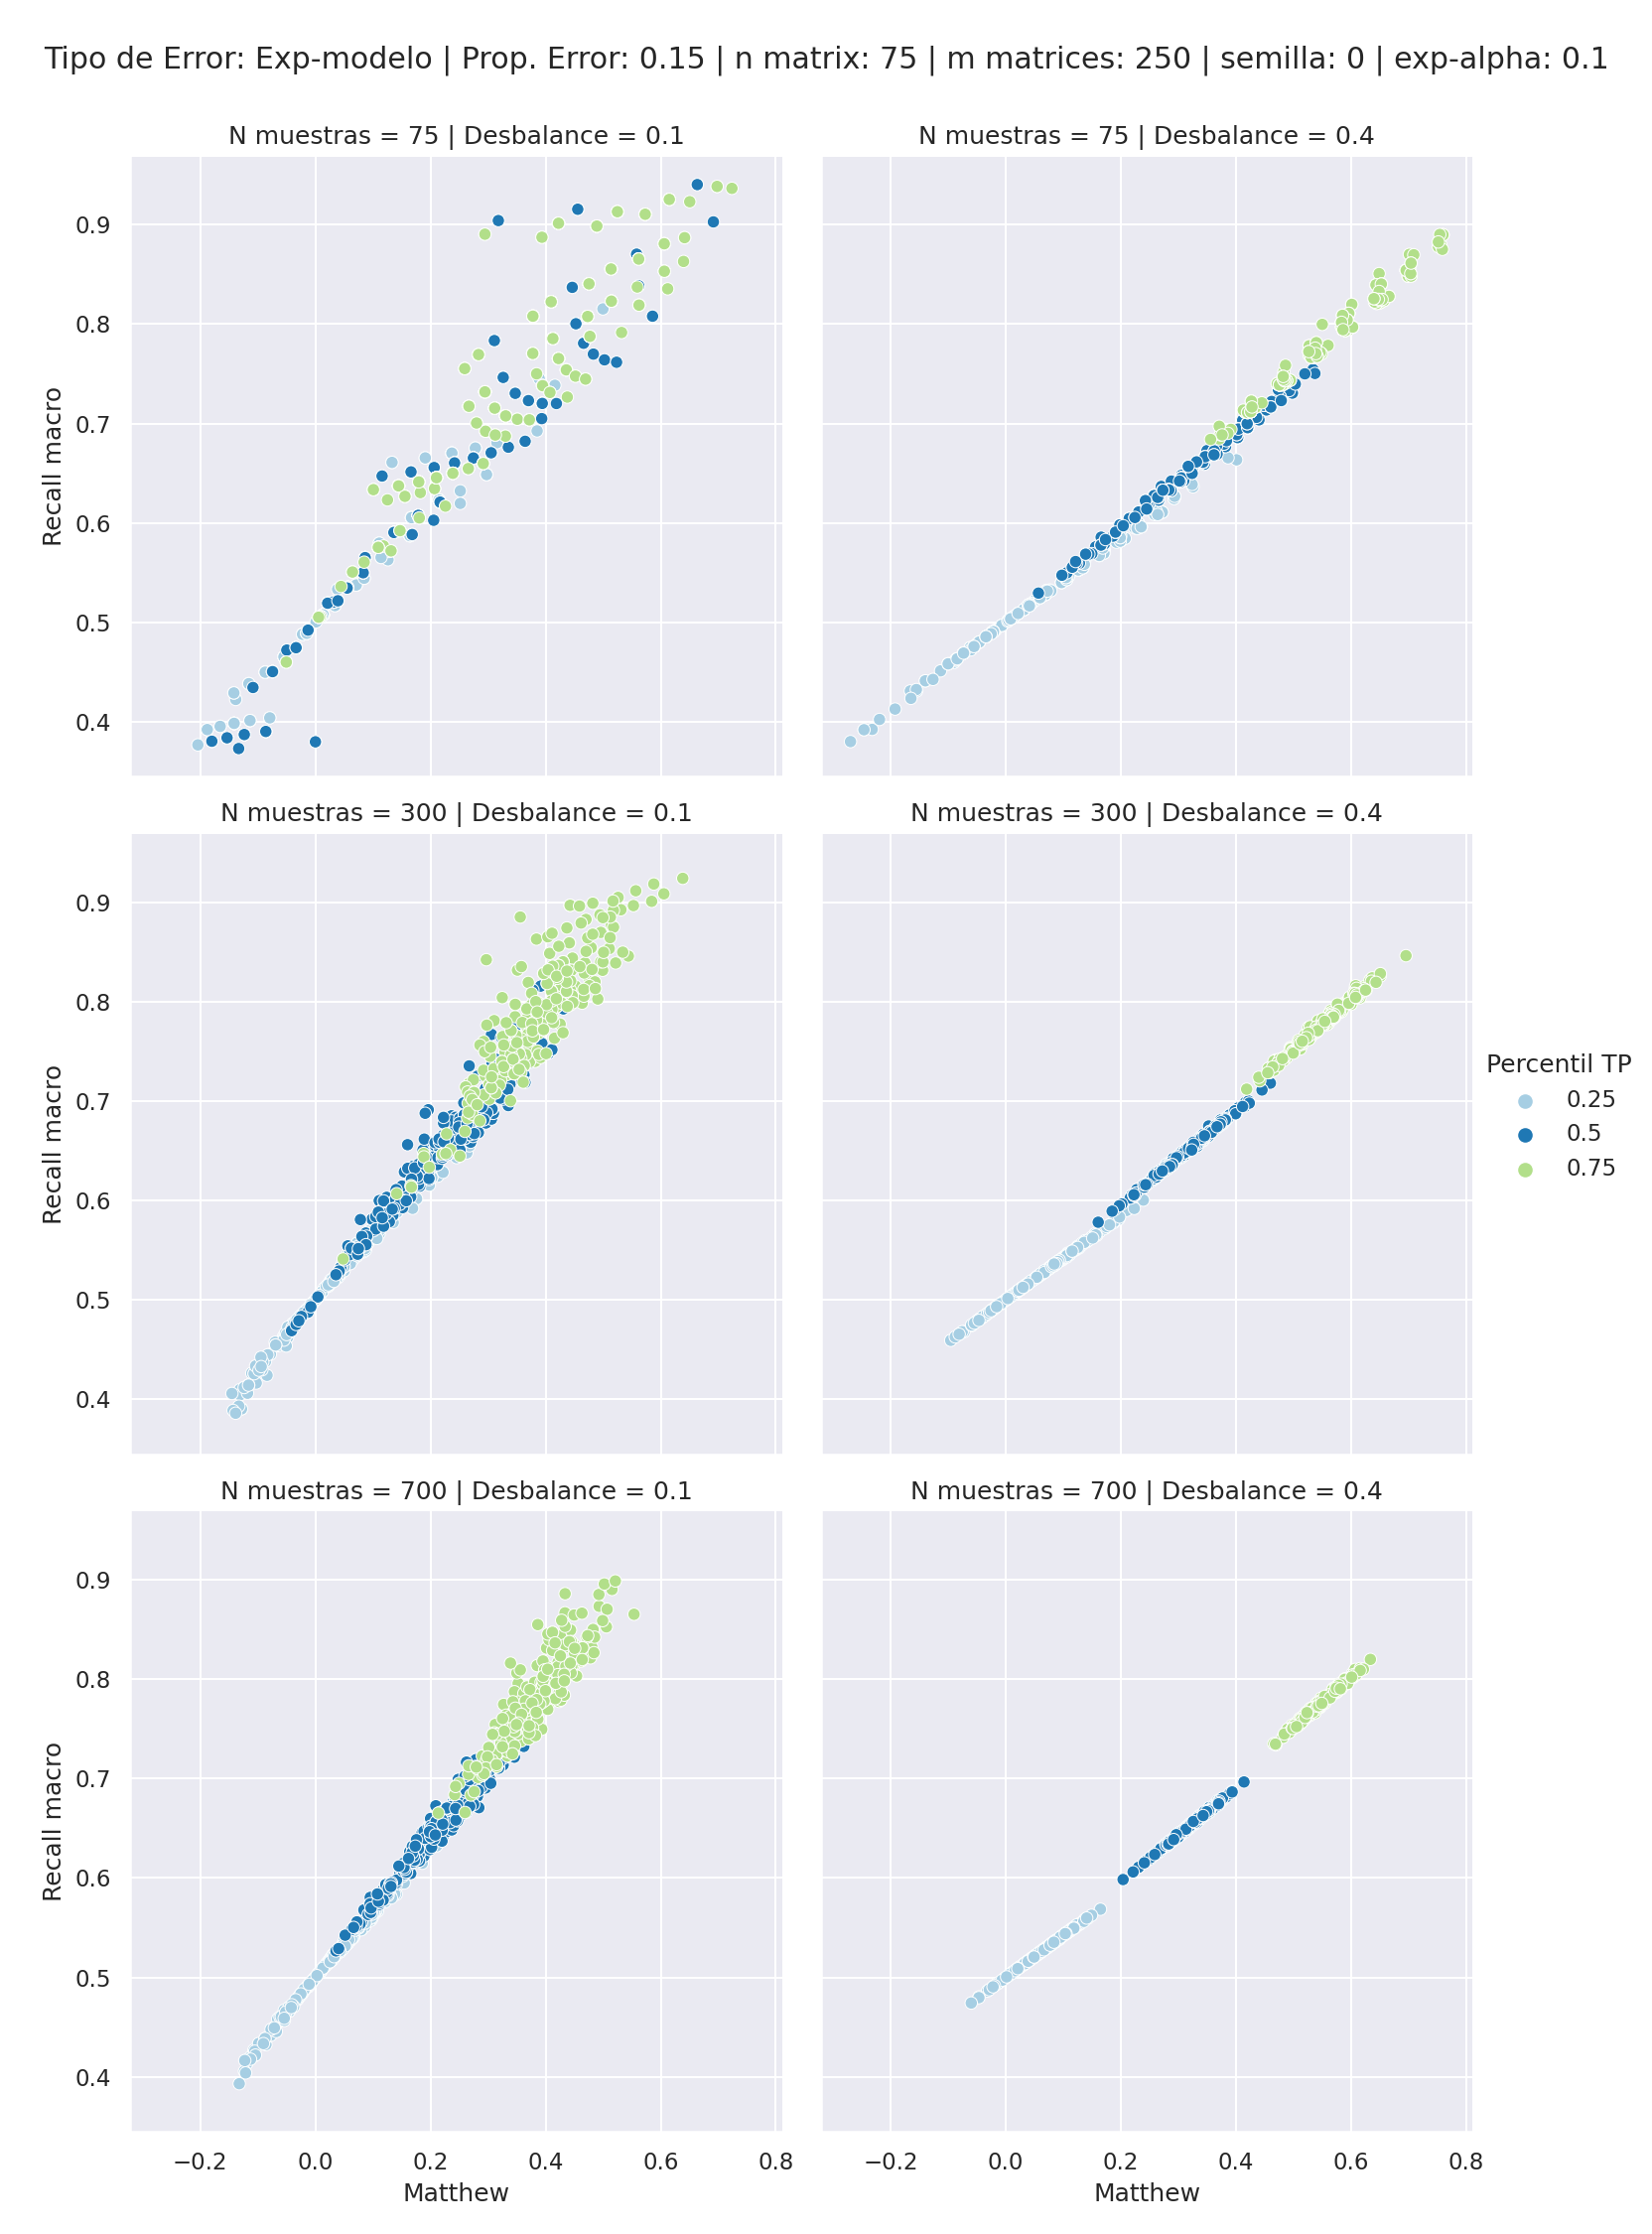 Tipo de Error: Exp-modelo | Prop. Error: 0.15 | n matrix: 75 | m matrices: 250 | semilla: 0 | exp-alpha: 0.1
N muestras = 75 | Desbalance = 0.1
N muestras = 75 | Desbalance = 0.4
0.9
0.8
0.7
0.6
0.5
0.4
Recall macro
N muestras = 300 | Desbalance = 0.1
N muestras = 300 | Desbalance = 0.4
0.9
0.8
0.7
0.6
0.5
0.4
Recall macro
Percentil TP
0.25
0.5
0.75
N muestras = 700 | Desbalance = 0.1
N muestras = 700 | Desbalance = 0.4
0.9
0.8
0.7
0.6
0.5
0.4
Recall macro
−0.2 0.0 0.2 0.4 0.6 0.8
Matthew
−0.2 0.0 0.2 0.4 0.6 0.8
Matthew